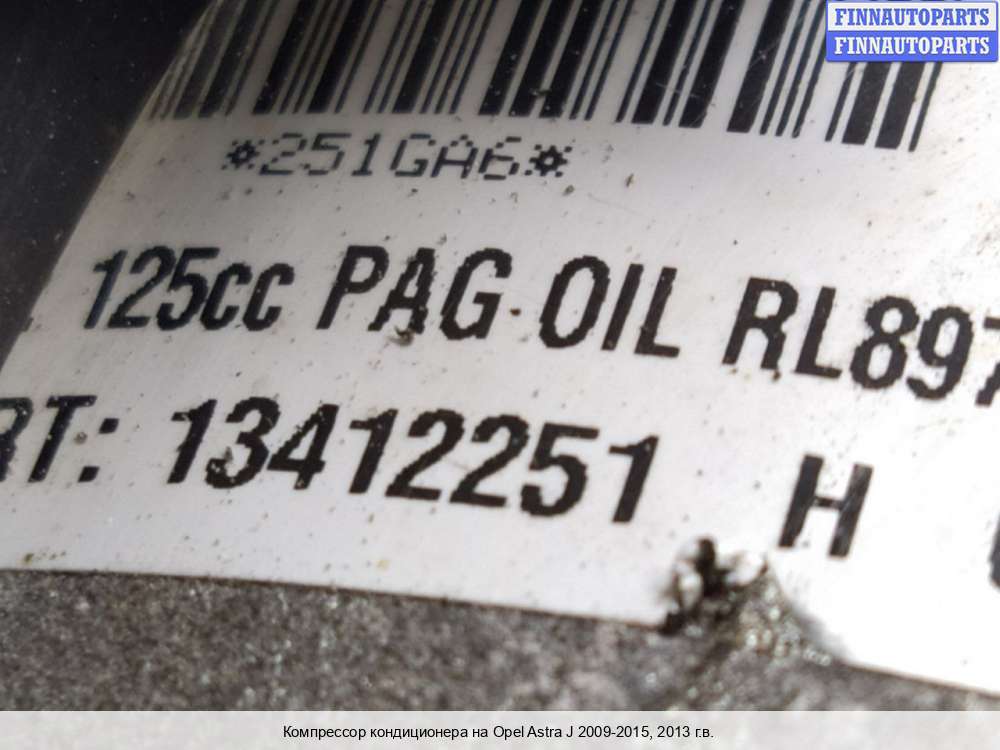 FINNAUTOPARTS
FINNAUTOPARTS
*251GA6*
125cc PAG OIL RL897
RT: 13412251 H
Компрессор кондиционера на Opel Astra J 2009-2015, 2013 г.в.